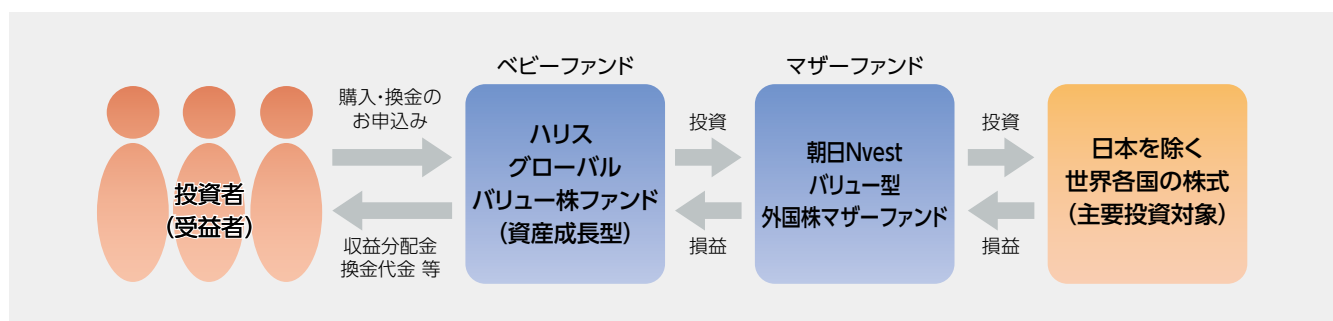 ベビーファンド
マザーファンド
購入・換金の
お申込み
投資者
(受益者)
収益分配金
換金代金 等
ハリス
グローバル
バリュー株ファンド
(資産成長型)
投資
損益
朝日Nvest
バリュー型
外国株マザーファンド
投資
損益
日本を除く
世界各国の株式
(主要投資対象)